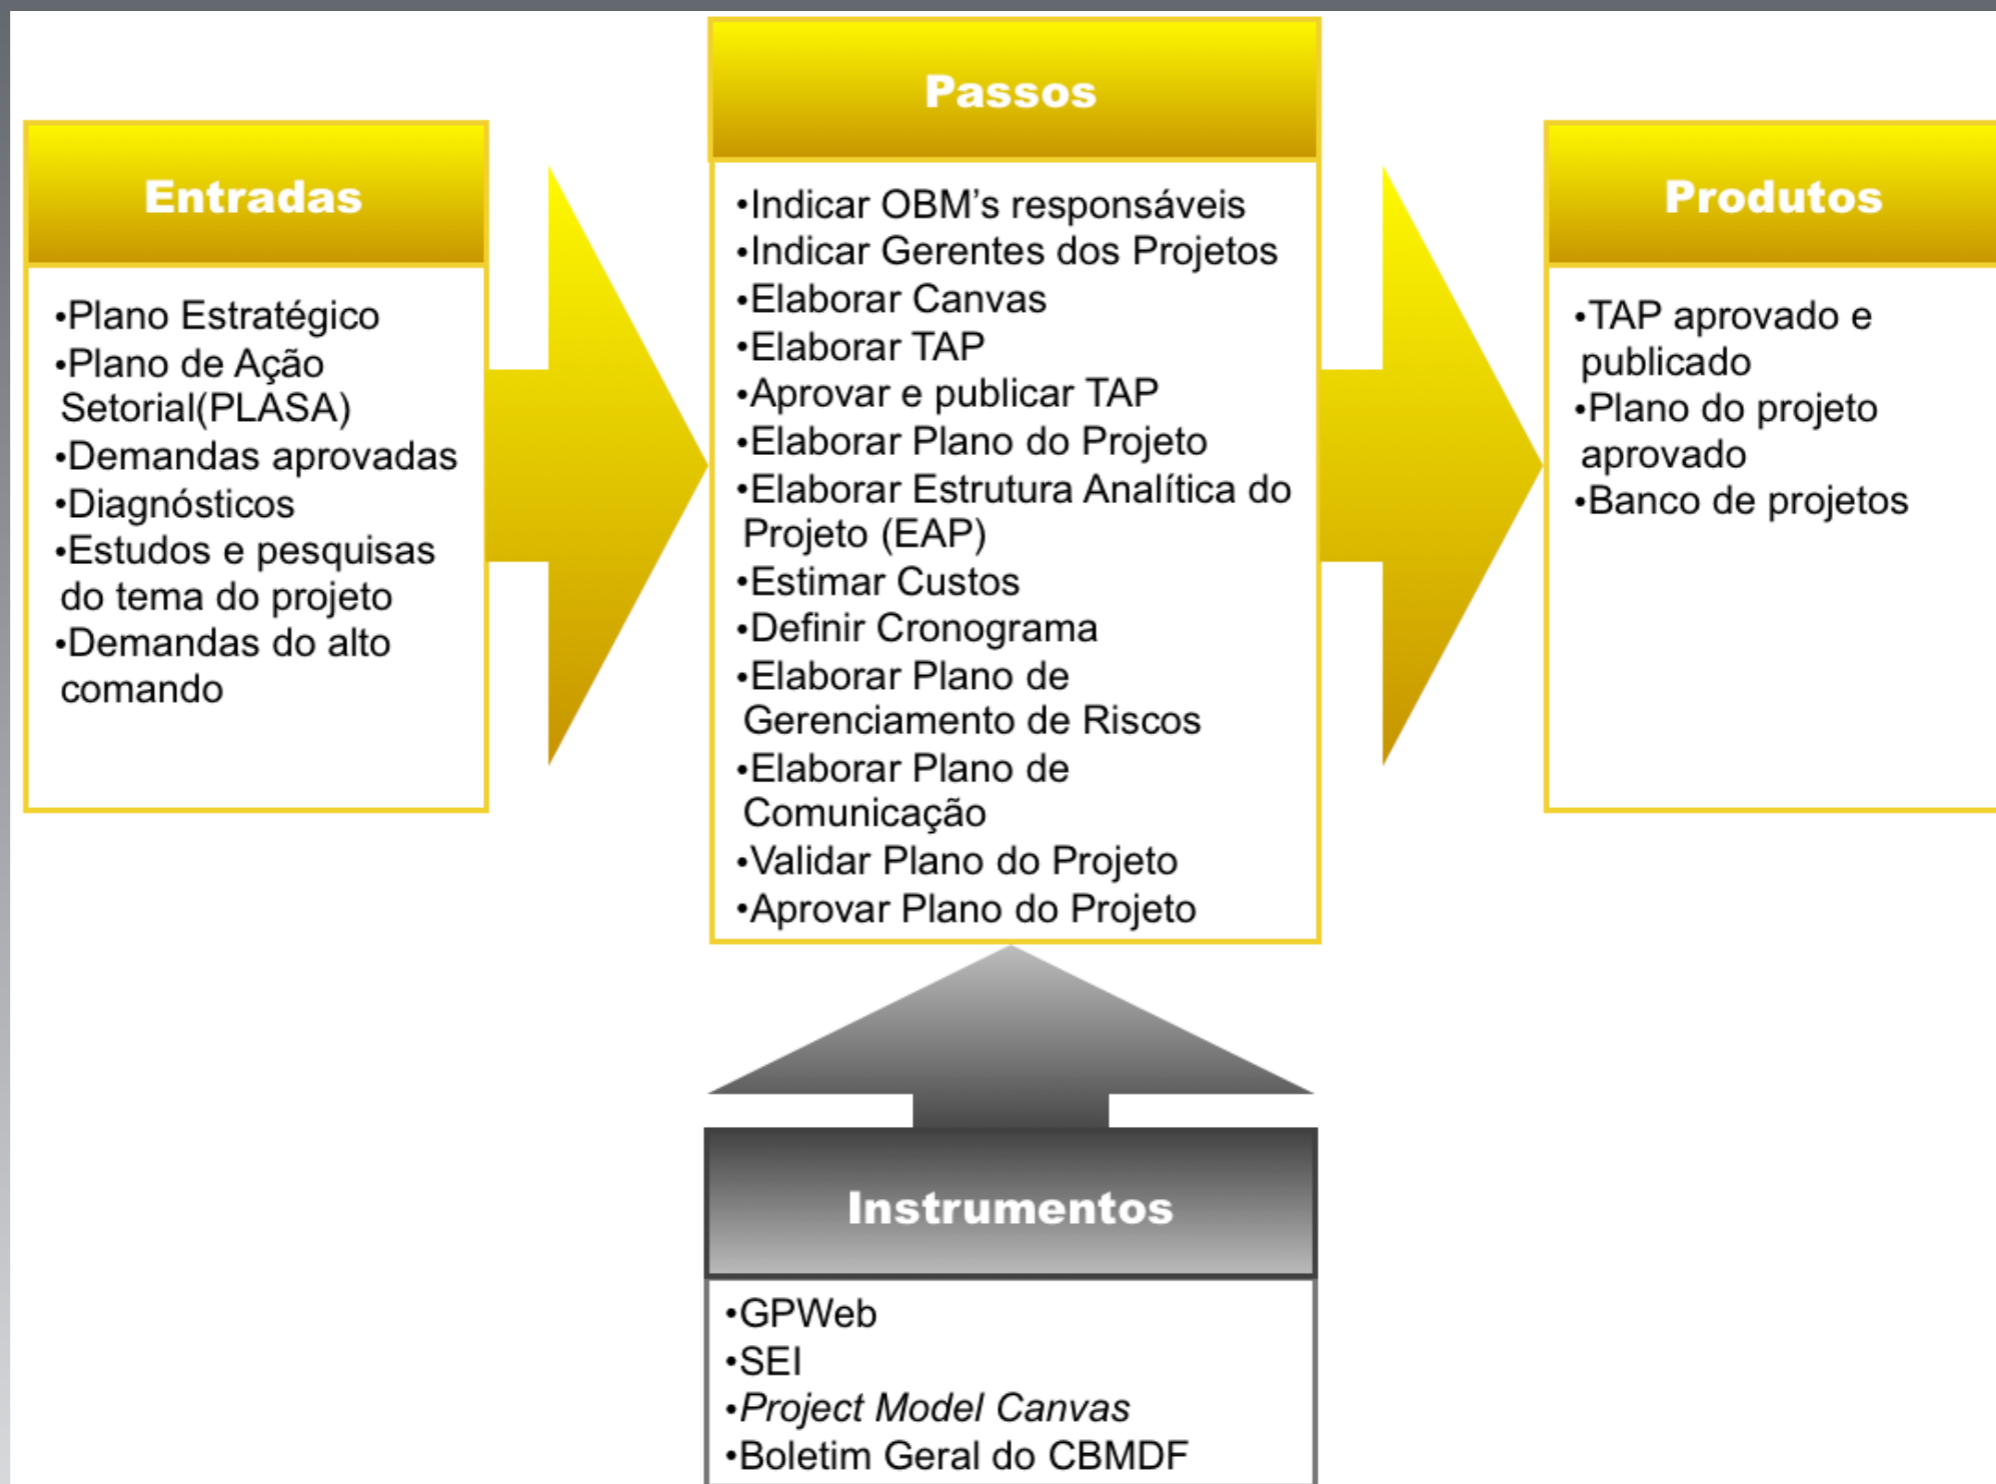 Entradas
•Plano Estratégico
•Plano de Ação
Setorial(PLASA)
•Demandas aprovadas
•Diagnósticos
•Estudos e pesquisas
do tema do projeto
•Demandas do alto
comando
Passos
•Indicar OBM’s responsáveis
•Indicar Gerentes dos Projetos
•Elaborar Canvas
•Elaborar TAP
•Aprovar e publicar TAP
•Elaborar Plano do Projeto
•Elaborar Estrutura Analítica do
Projeto (EAP)
•Estimar Custos
•Definir Cronograma
•Elaborar Plano de
Gerenciamento de Riscos
•Elaborar Plano de
Comunicação
•Validar Plano do Projeto
•Aprovar Plano do Projeto
Produtos
•TAP aprovado e
publicado
•Plano do projeto
aprovado
•Banco de projetos
Instrumentos
•GPWeb
•SEI
•Project Model Canvas
•Boletim Geral do CBMDF